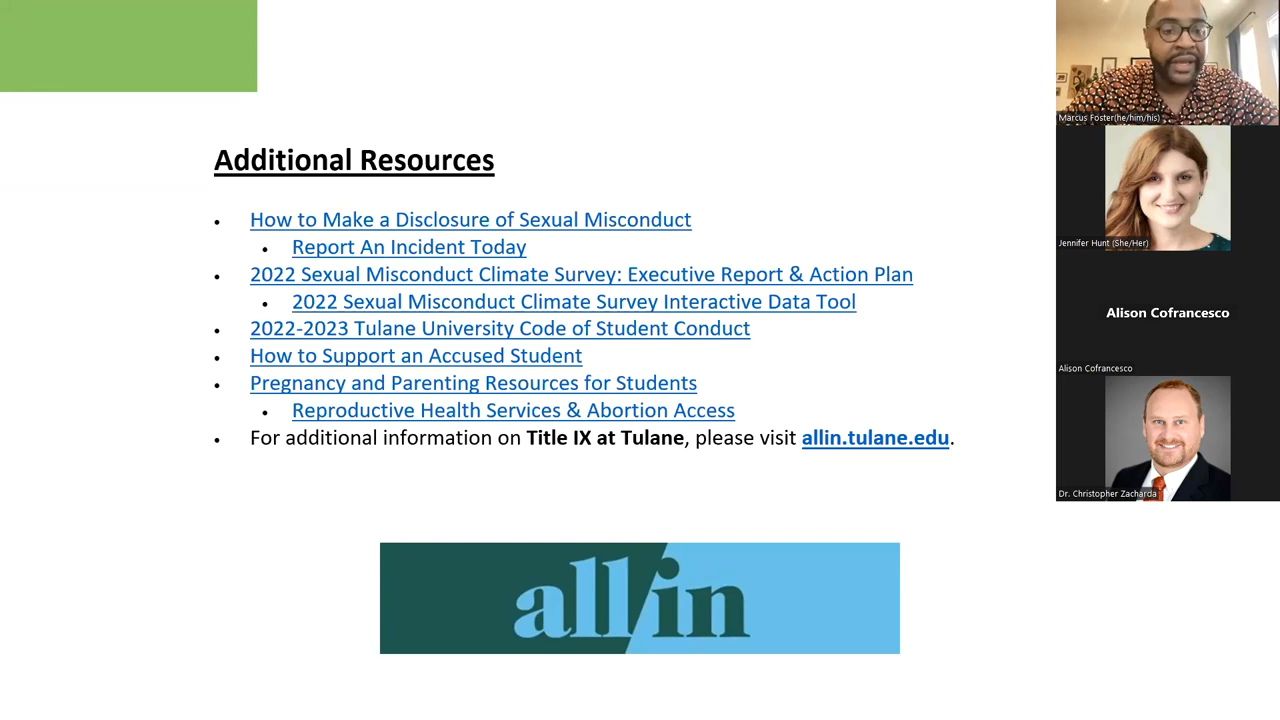 Additional Resources
• How to Make a Disclosure of Sexual Misconduct
• Report An Incident Today
• 2022 Sexual Misconduct Climate Survey: Executive Report & Action Plan
• 2022 Sexual Misconduct Climate Survey Interactive Data Tool
• 2022-2023 Tulane University Code of Student Conduct
• How to Support an Accused Student
• Pregnancy and Parenting Resources for Students
• Reproductive Health Services & Abortion Access
• For additional information on Title IX at Tulane, please visit allin.tulane.edu.
all/in
Marcus Foster(he/him/his)
Jennifer Hunt (She/Her)
Alison Cofrancesco
Alison Cofrancesco
Dr. Christopher Zacharda